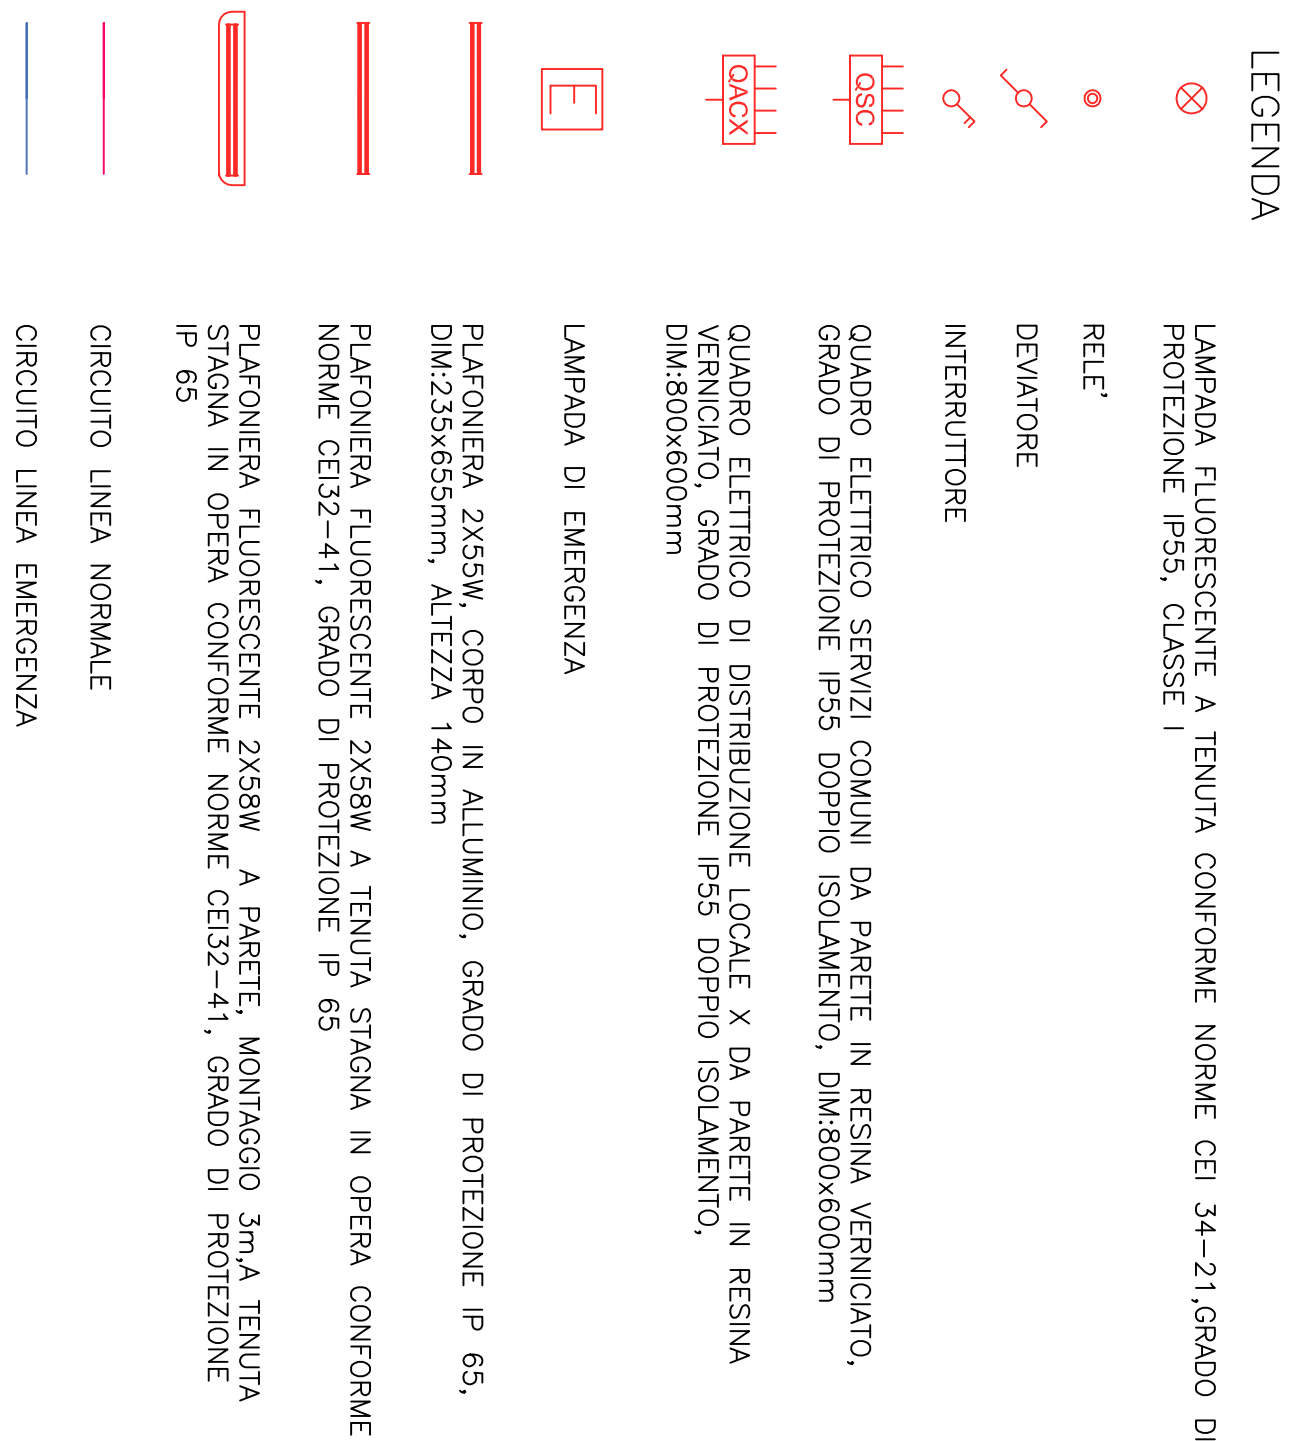 LEGENDA
LAMPADA FLUORESCENTE A TENUTA CONFORME NORME CEI 34-21,GRADO DI
PROTEZIONE IP55, CLASSE I
RELE'
DEVIATORE
INTERRUTTORE
QSC
QUADRO ELETTRICO SERVIZI COMUNI DA PARETE IN RESINA VERNICIATO,
GRADO DI PROTEZIONE IP55 DOPPIO ISOLAMENTO, DIM:800x600mm
QACX
QUADRO ELETTRICO DI DISTRIBUZIONE LOCALE X DA PARETE IN RESINA
VERNICIATO, GRADO DI PROTEZIONE IP55 DOPPIO ISOLAMENTO,
DIM:800x600mm
E
LAMPADA DI EMERGENZA
PLAFONIERA 2X55W, CORPO IN ALLUMINIO, GRADO DI PROTEZIONE IP 65,
DIM:235x655mm, ALTEZZA 140mm
PLAFONIERA FLUORESCENTE 2X58W A TENUTA STAGNA IN OPERA CONFORME
NORME CEI32-41, GRADO DI PROTEZIONE IP 65
PLAFONIERA FLUORESCENTE 2X58W A PARETE, MONTAGGIO 3m,A TENUTA
STAGNA IN OPERA CONFORME NORME CEI32-41, GRADO DI PROTEZIONE
IP 65
CIRCUITO LINEA NORMALE
CIRCUITO LINEA EMERGENZA